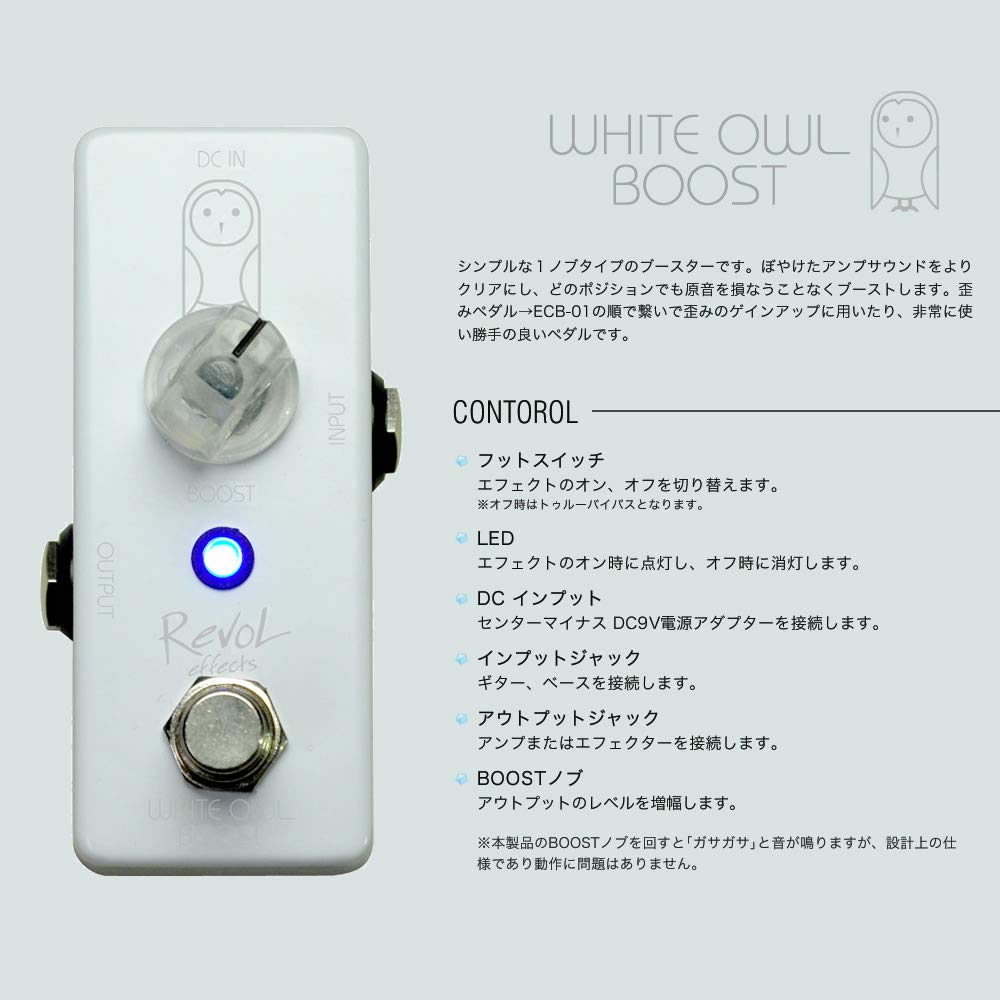 DC IN
INPUT
BOOST
OUTPUT
Revol
effects
WHITE OWL
WHITE OWL
BOOST
シンプルな１ノブタイプのブースターです。ぼやけたアンプサウンドをより
クリアにし、どのポジションでも原音を損なうことなくブーストします。歪
みペダル→ECB-01の順で繋いで歪みのゲインアップに用いたり、非常に使
い勝手の良いペダルです。
CONTOROL
フットスイッチ
エフェクトのオン、オフを切り替えます。
※オフ時はトゥルーバイパスとなります。
LED
エフェクトのオン時に点灯し、オフ時に消灯します。
DC インプット
センターマイナス DC9V電源アダプターを接続します。
インプットジャック
ギター、ベースを接続します。
アウトプットジャック
アンプまたはエフェクターを接続します。
BOOSTノブ
アウトプットのレベルを増幅します。
※本製品のBOOSTノブを回すと｢ガサガサ｣と音が鳴りますが、設計上の仕
様であり動作に問題はありません。